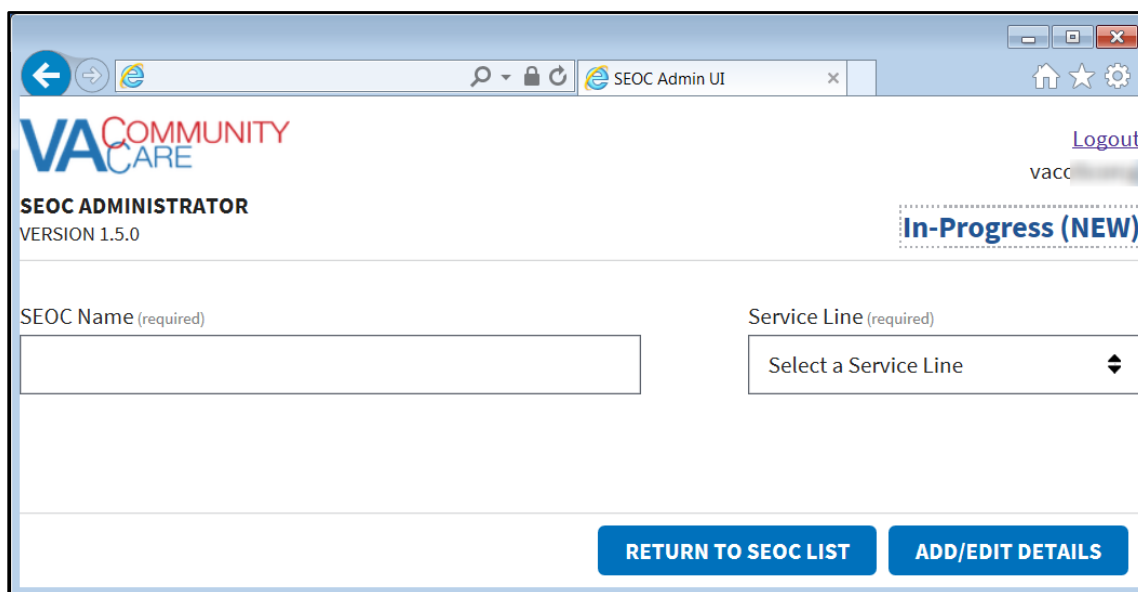 SEOC Admin UI
VA COMMUNITY CARE
Logout
SEOC ADMINISTRATOR
VERSION 1.5.0
In-Progress (NEW)
SEOC Name (required)
Service Line (required)
Select a Service Line
RETURN TO SEOC LIST
ADD/EDIT DETAILS